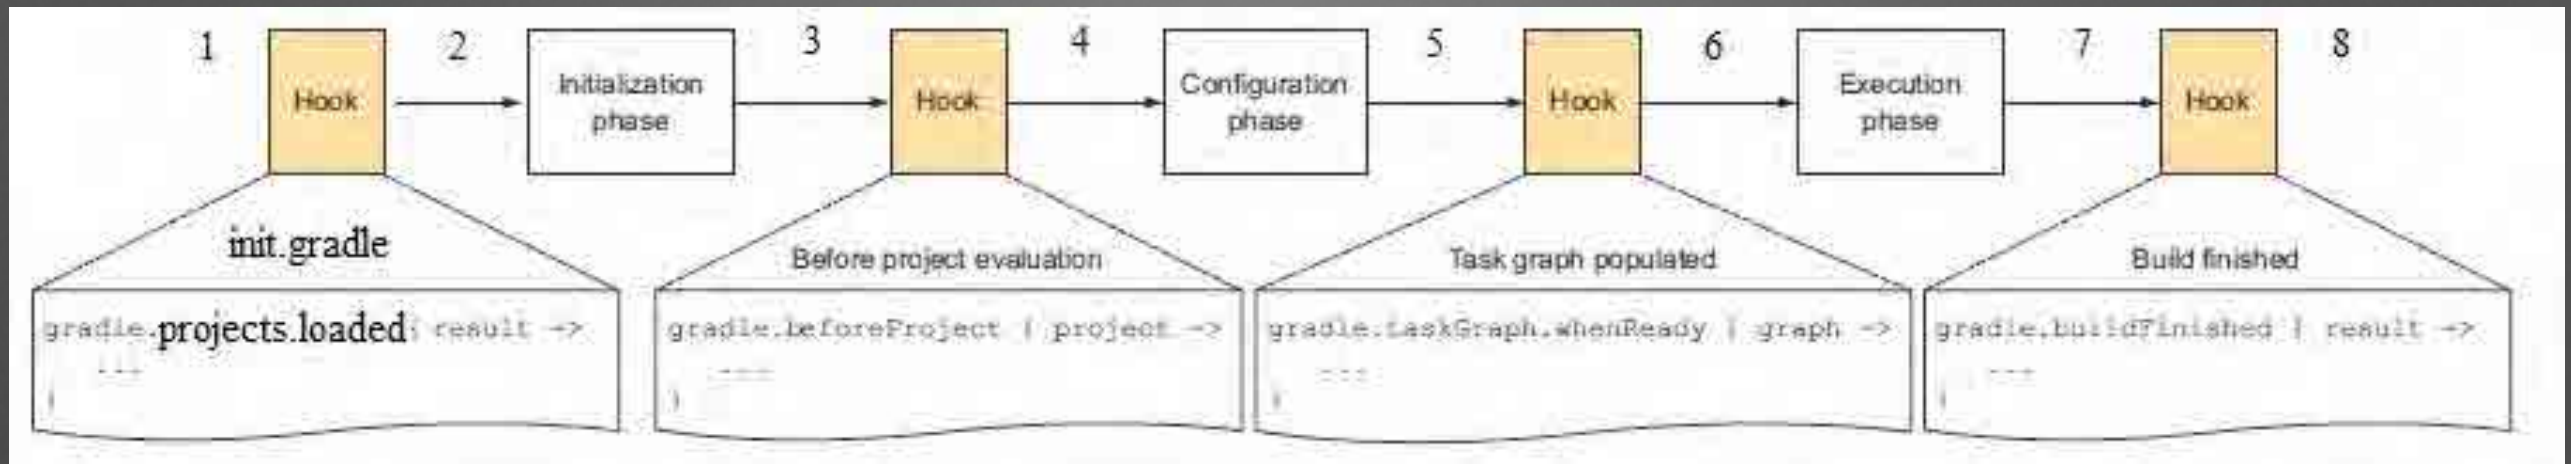 1
2
3
4
5
6
7
8
Hook
Initialization
phase
Hook
Configuration
phase
Hook
Execution
phase
Hook
init.gradle
gradle.projects.loaded{ result ->
...
}
Before project evaluation
gradle.beforeProject { project ->
...
}
Task graph populated
gradle.taskGraph.whenReady { graph ->
...
}
Build finished
gradle.buildFinished { result ->
...
}